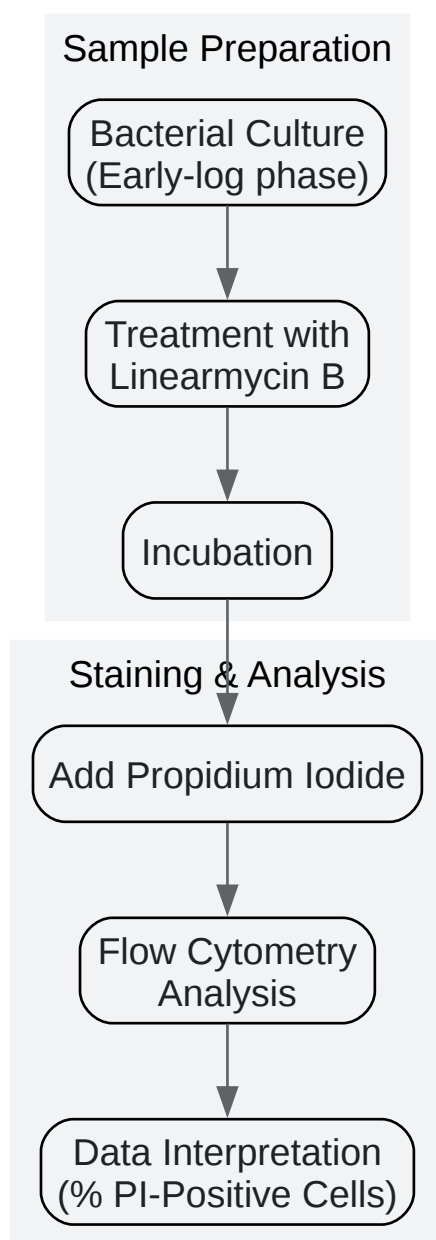 Sample Preparation
Bacterial Culture
(Early-log phase)
Treatment with
Linearmycin B
Incubation
Staining & Analysis
Add Propidium Iodide
Flow Cytometry
Analysis
Data Interpretation
(% PI-Positive Cells)